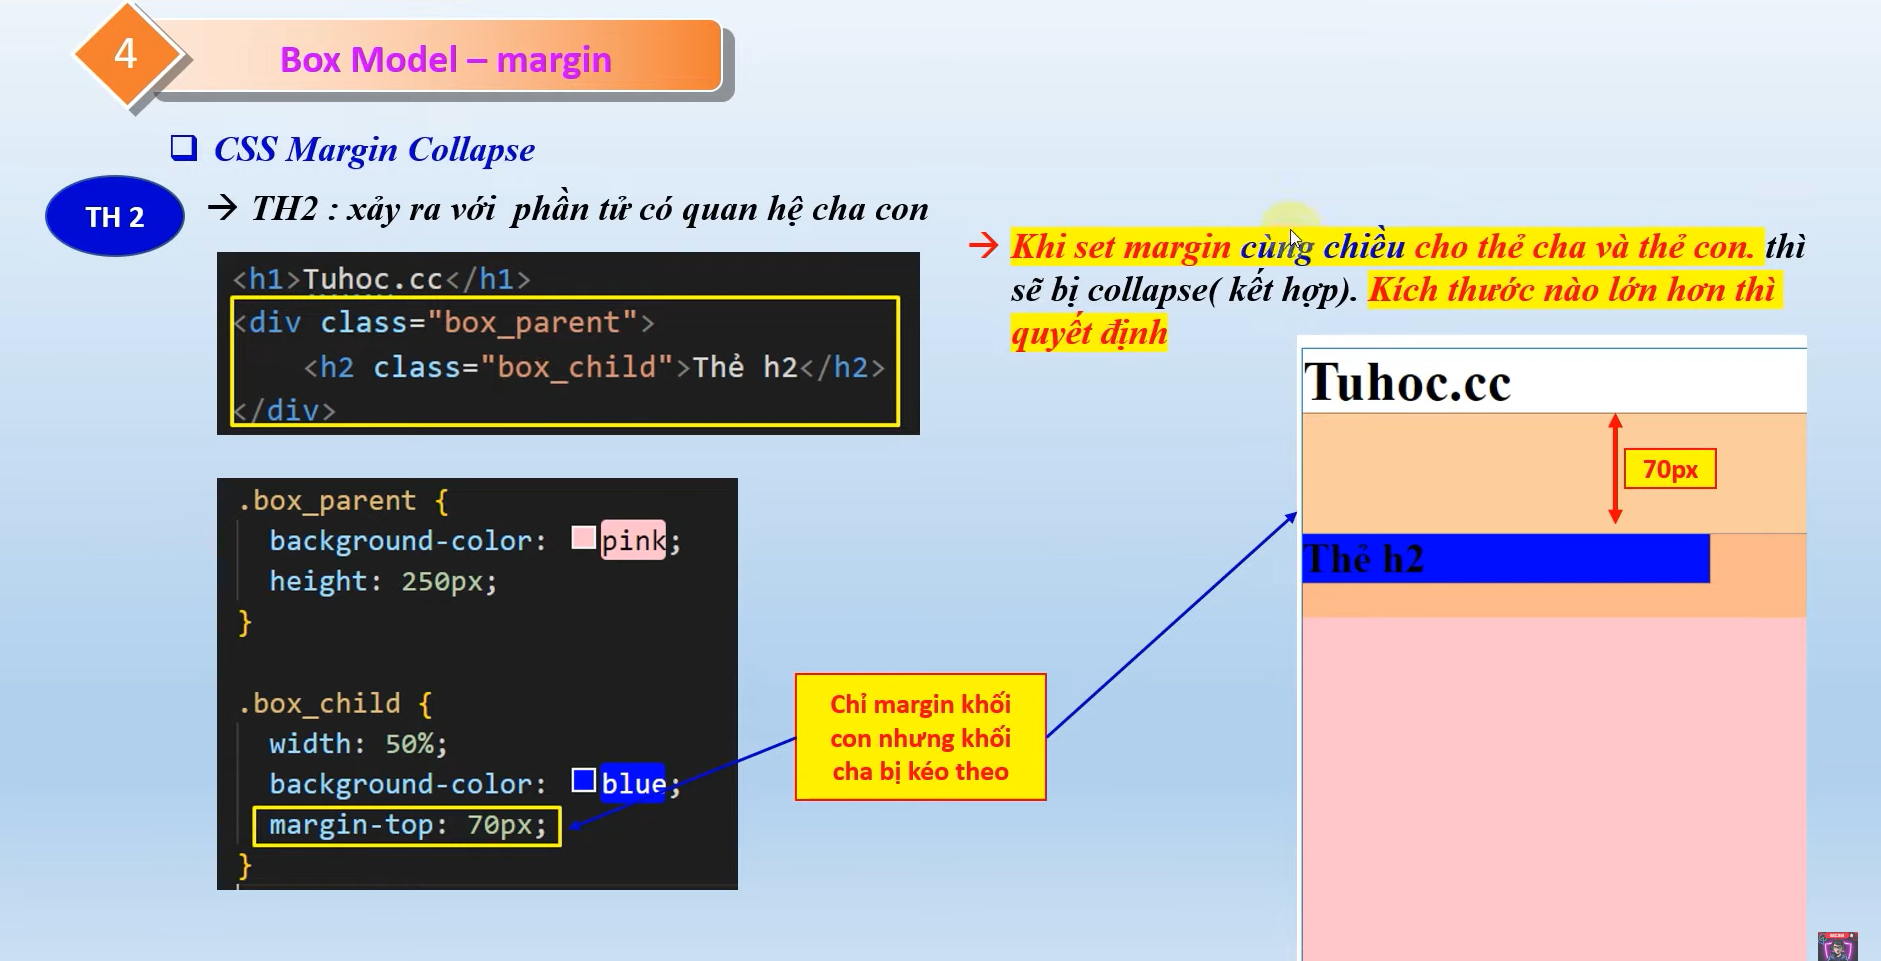 4
Box Model – margin
CSS Margin Collapse
TH 2
TH2 : xảy ra với phần tử có quan hệ cha con
<h1>Tuhoc.cc</h1>
<div class="box_parent">
<h2 class="box_child">Thẻ h2</h2>
</div>
Khi set margin cùng chiều cho thẻ cha và thẻ con. thì
sẽ bị collapse( kết hợp). Kích thước nào lớn hơn thì
quyết định
.box_parent {
background-color: pink;
height: 250px;
}
.box_child {
width: 50%;
background-color: blue;
margin-top: 70px;
}
Chỉ margin khối
con nhưng khối
cha bị kéo theo
Tuhoc.cc
70px
Thẻ h2